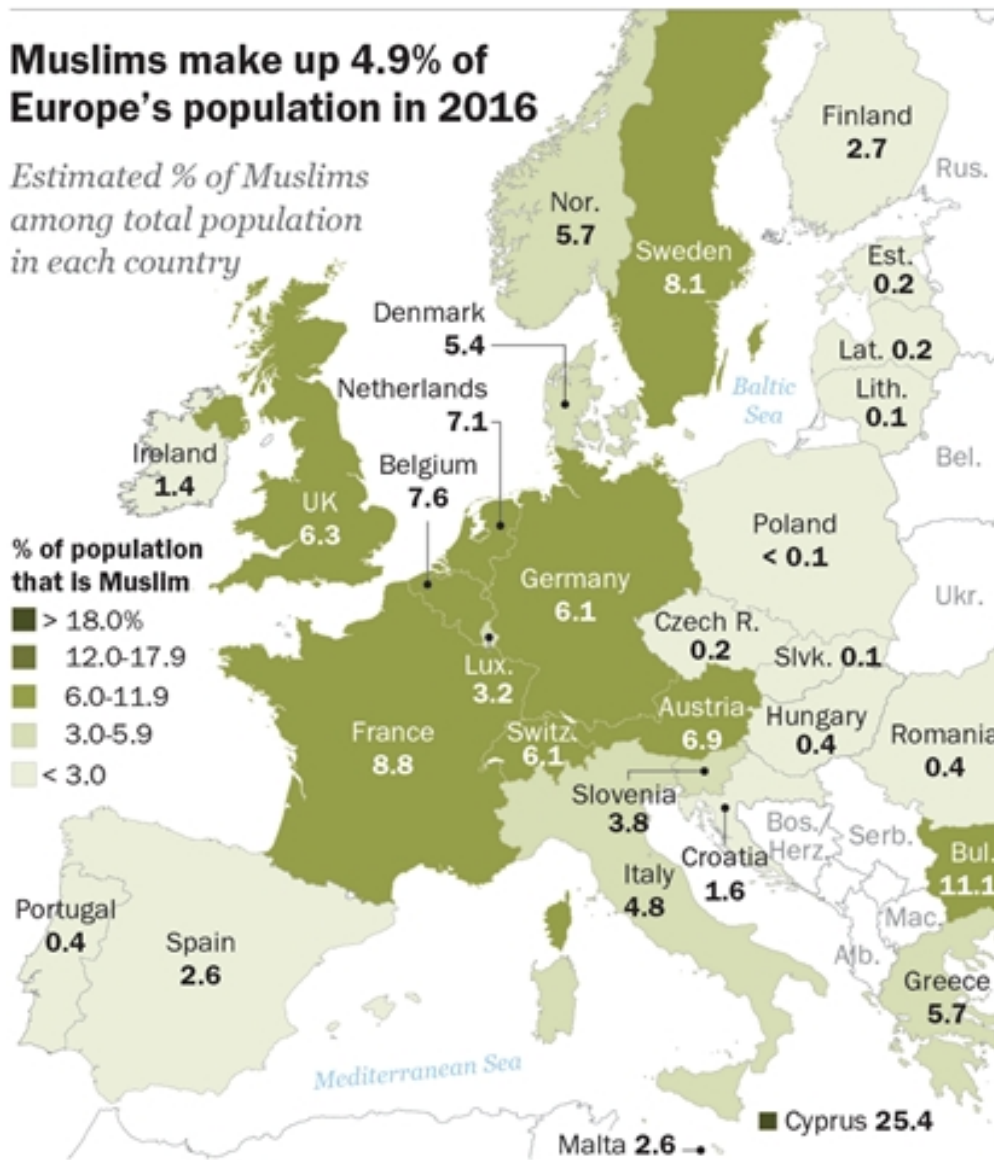 Muslims make up 4.9% of
Europe's population in 2016
Estimated % of Muslims
among total population
in each country
Finland
2.7
Rus.
Nor.
5.7
Sweden
8.1
Est.
0.2
Denmark
5.4
Lat. 0.2
Netherlands
7.1
Baltic
Sea
Lith.
0.1
Ireland
1.4
Belgium
7.6
Bel.
UK
6.3
Poland
< 0.1
% of population
that is Muslim
> 18.0%
12.0-17.9
6.0-11.9
3.0-5.9
< 3.0
Germany
6.1
Ukr.
Czech R.
0.2
Slvk. 0.1
Lux.
3.2
France
8.8
Switz.
6.1
Austria
6.9
Hungary
0.4
Romania
0.4
Slovenia
3.8
Croatia
1.6
Bos./
Herz.
Serb.
Bul.
11.1
Italy
4.8
Portugal
0.4
Spain
2.6
Mac.
Alb.
Greece
5.7
Mediterranean Sea
Cyprus 25.4
Malta 2.6